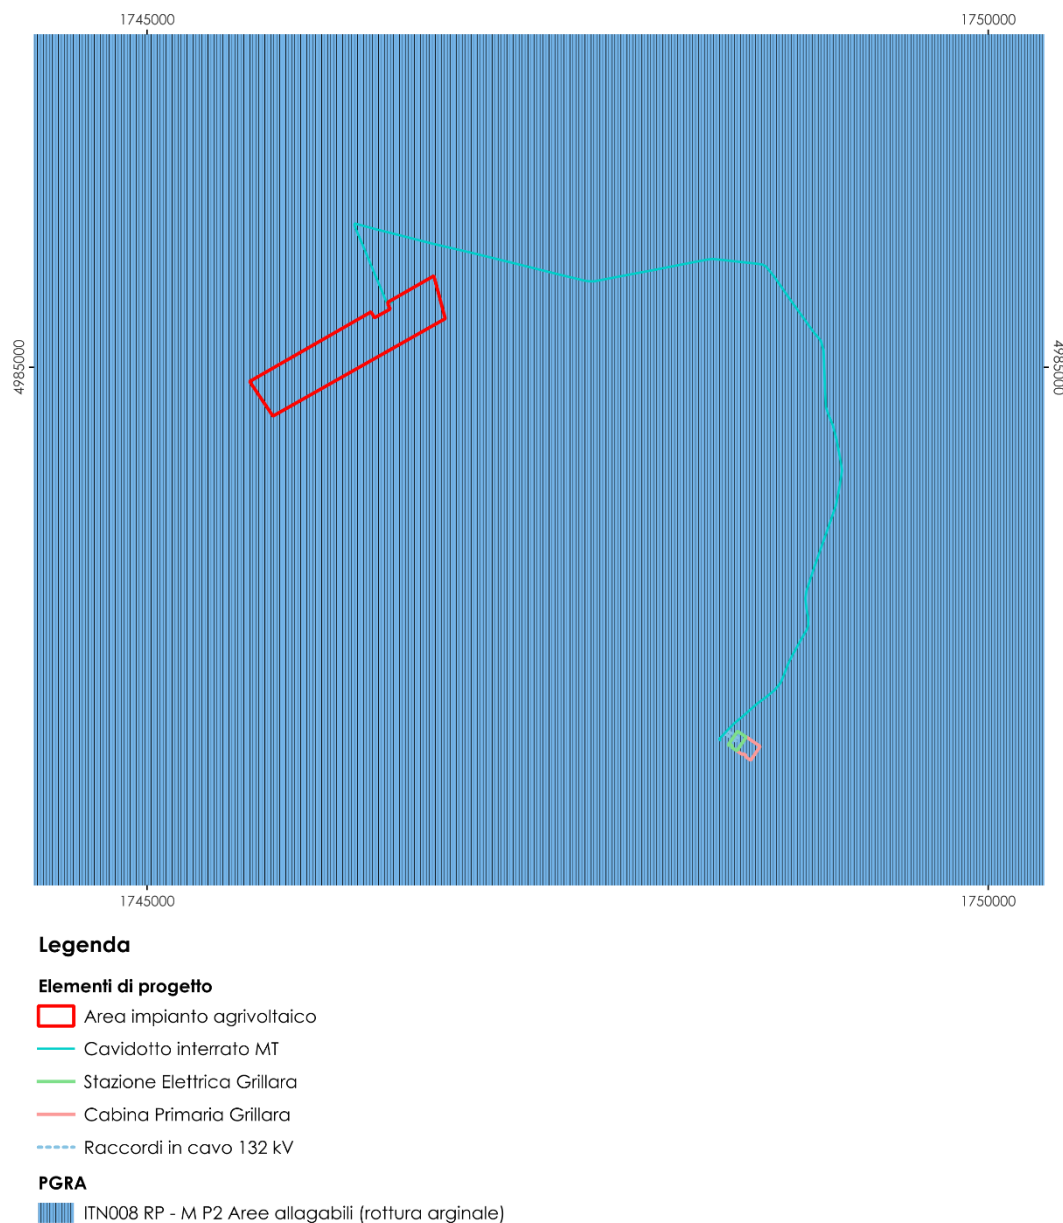 1745000 1750000
4985000 4985000
1745000 1750000
Legenda
Elementi di progetto
Area impianto agrivoltaico
Cavidotto interrato MT
Stazione Elettrica Grillara
Cabina Primaria Grillara
Raccordi in cavo 132 kV
PGRA
ITN008 RP - M P2 Aree allagabili (rottura arginale)